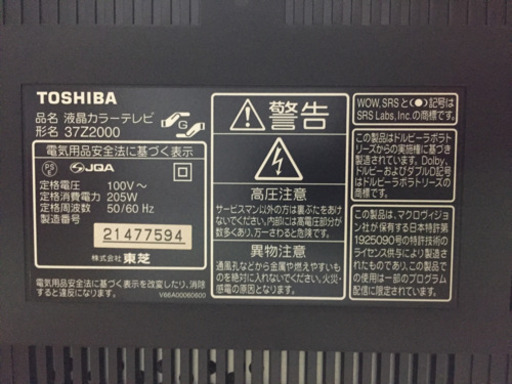 TOSHIBA
品名 液晶カラーテレビ
形名 37Z2000
G
電気用品安全法に基づく表示
PS
E
JQA
定格電圧 100V～
定格消費電力 205W
定格周波数 50/60 Hz
製造番号
21477594
株式会社 東芝
電気用品安全法に基づく表示を改変したり、消除
すると違反になります。
V66A00060600
警告
高圧注意
サービスマン以外の方は裏ぶたをあけ
ないでください。内部には高電圧部分が
数多くあり、万一さわると危険です。
異物注意
通風孔などから金属や燃えやすいもの
を絶対に入れないでください。火災・
感電の原因となります。
WOW, SRSと(●)記号は
SRS Labs, Inc.の商標です。
この製品はドルビーラボラト
リーズからの実施権に基づき
製造されています。Dolby、
ドルビーおよびダブルD記号
はドルビーラボラトリーズの
商標です。
この製品は、マクロヴィジョン
社が保有する日本特許第
1925090号の特許技術の
ライセンス供与により製造さ
れたものであり、この製品で
の使用は一部のプログラム
配信に限定されています。